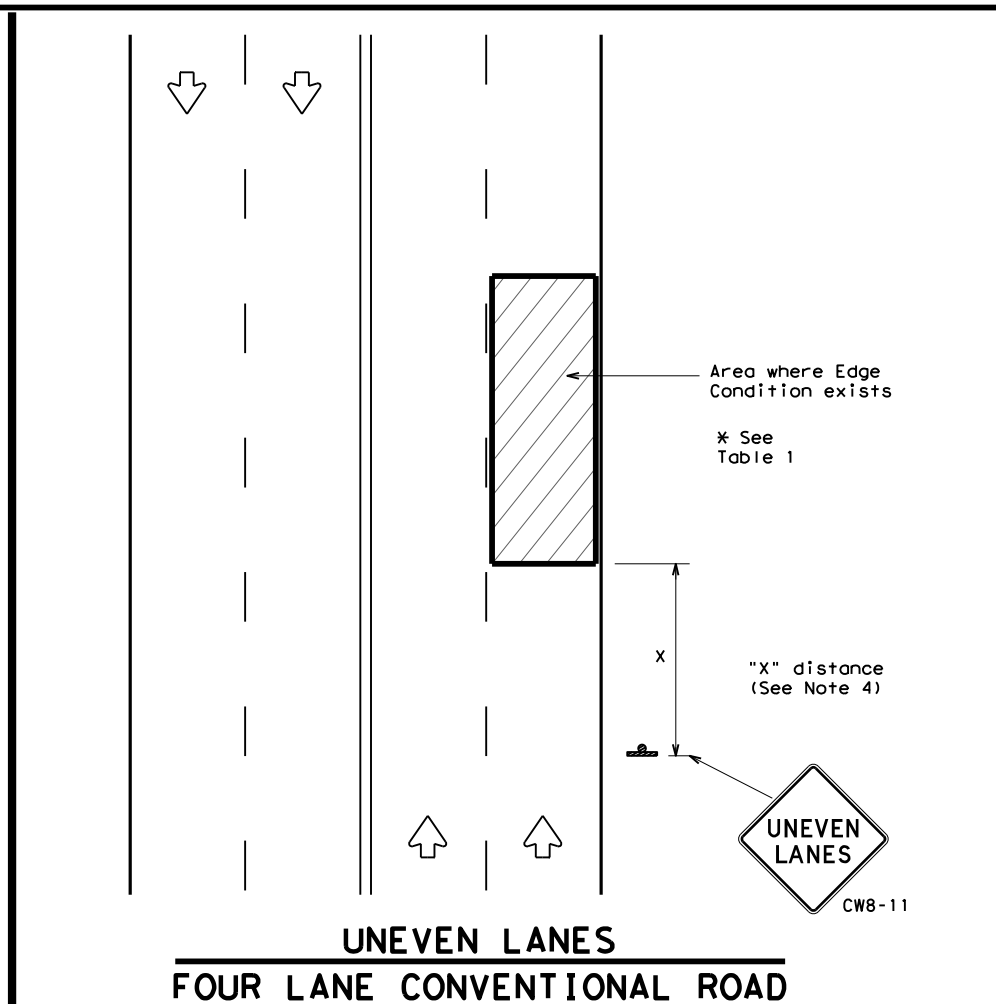 Area where Edge
Condition exists
* See
Table 1
X
"X" distance
(See Note 4)
UNEVEN
LANES
CW8-11
UNEVEN LANES
FOUR LANE CONVENTIONAL ROAD